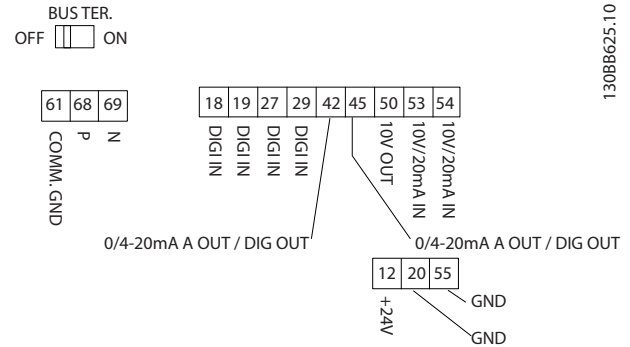 BUS TER.
OFF ON
130BB625.10
61 68 69
COMM. GND
P
N
18 19 27 29 42 45 50 53 54
DIGI IN
DIGI IN
DIGI IN
DIGI IN
10V OUT
10V/20mA IN
10V/20mA IN
0/4-20mA A OUT / DIG OUT
0/4-20mA A OUT / DIG OUT
12 20 55
+24V
GND
GND